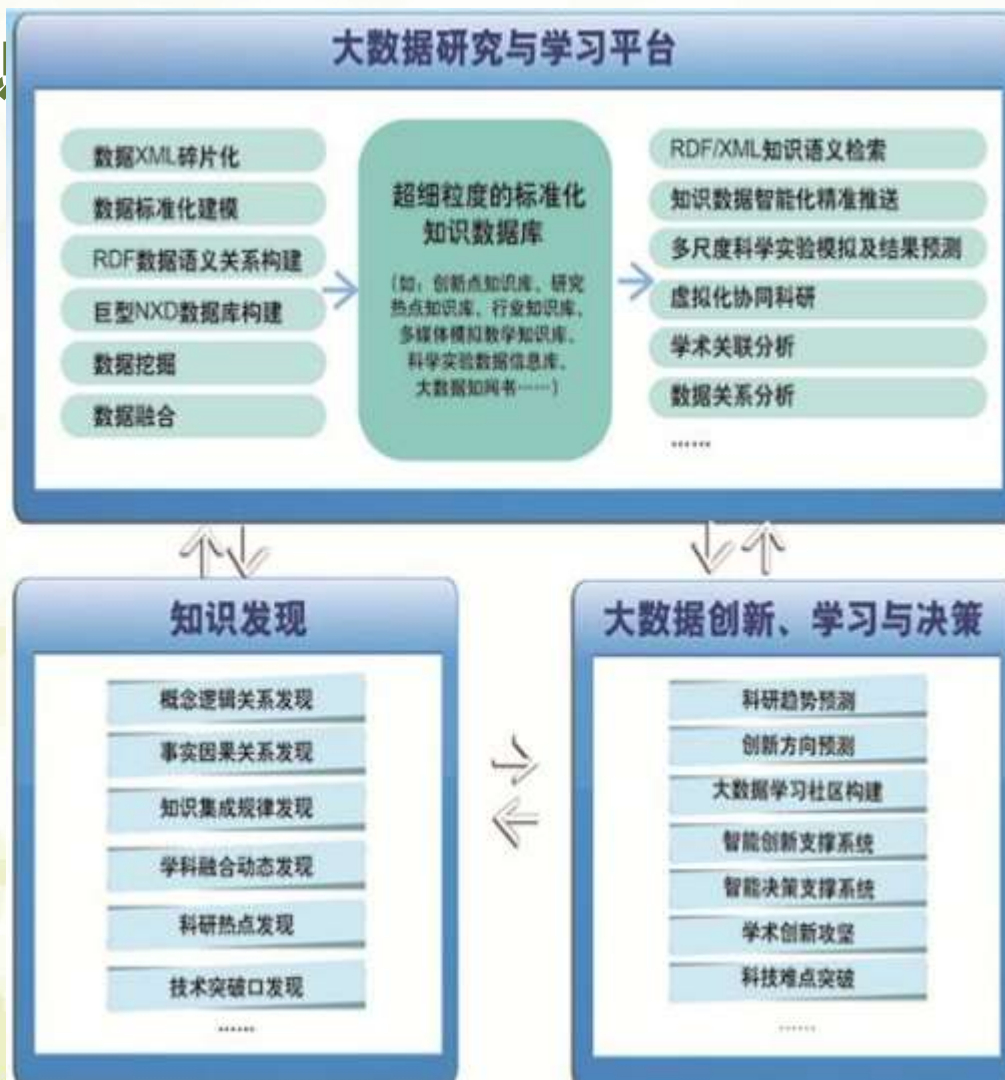 大数据研究与学习平台
数据XML碎片化
数据标准化建模
RDF数据语义关系构建
巨型NXD数据库构建
数据挖掘
数据融合
超细粒度的标准化
知识数据库
(如:创新点知识库、研究
热点知识库、行业知识库、
多媒体模拟教学知识库、
科学实验数据信息库、
大数据知网书……)
RDF/XML知识语义检索
知识数据智能化精准推送
多尺度科学实验模拟及结果预测
虚拟化协同科研
学术关联分析
数据关系分析
……
知识发现
概念逻辑关系发现
事实因果关系发现
知识集成规律发现
学科融合动态发现
科研热点发现
技术突破口发现
……
大数据创新、学习与决策
科研趋势预测
创新方向预测
大数据学习社区构建
智能创新支撑系统
智能决策支撑系统
学术创新攻坚
科技难点突破
……